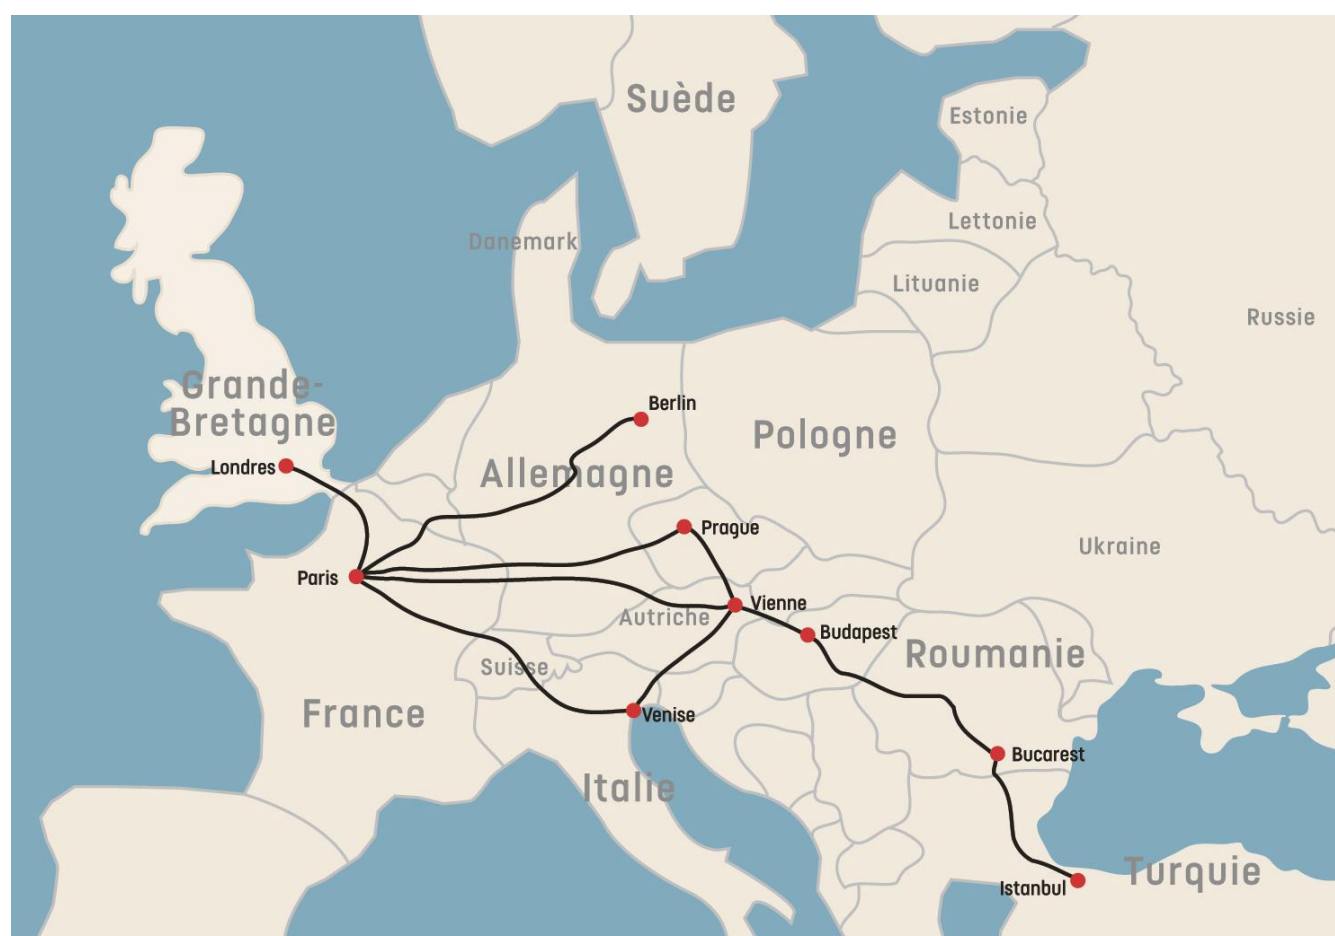 Suède
Estonie
Lettonie
Danemark
Lituanie
Russie
Grande-
Bretagne
Berlin
Pologne
Londres
Allemagne
Prague
Ukraine
Paris
Vienne
Autriche
Budapest
Roumanie
Suisse
France
Venise
Bucarest
Italie
Turquie
Istanbul